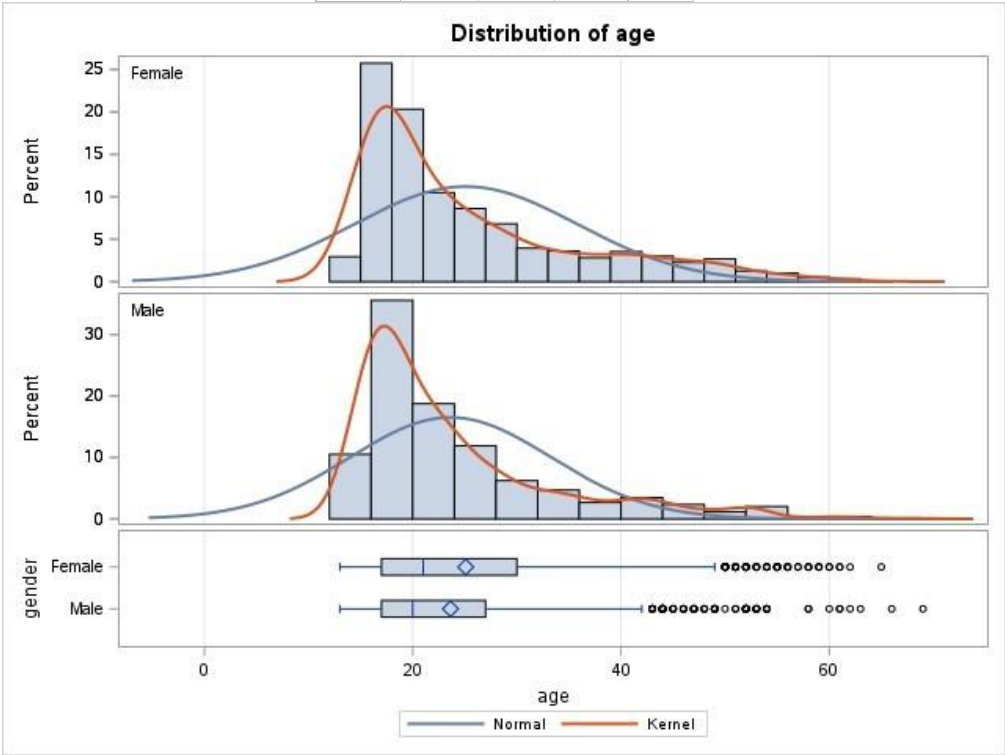 Distribution of age
Female
25
20
15
10
5
0
Percent
Male
30
20
10
0
Percent
gender
Female
Male
0 20 40 60
age
Normal Kernel